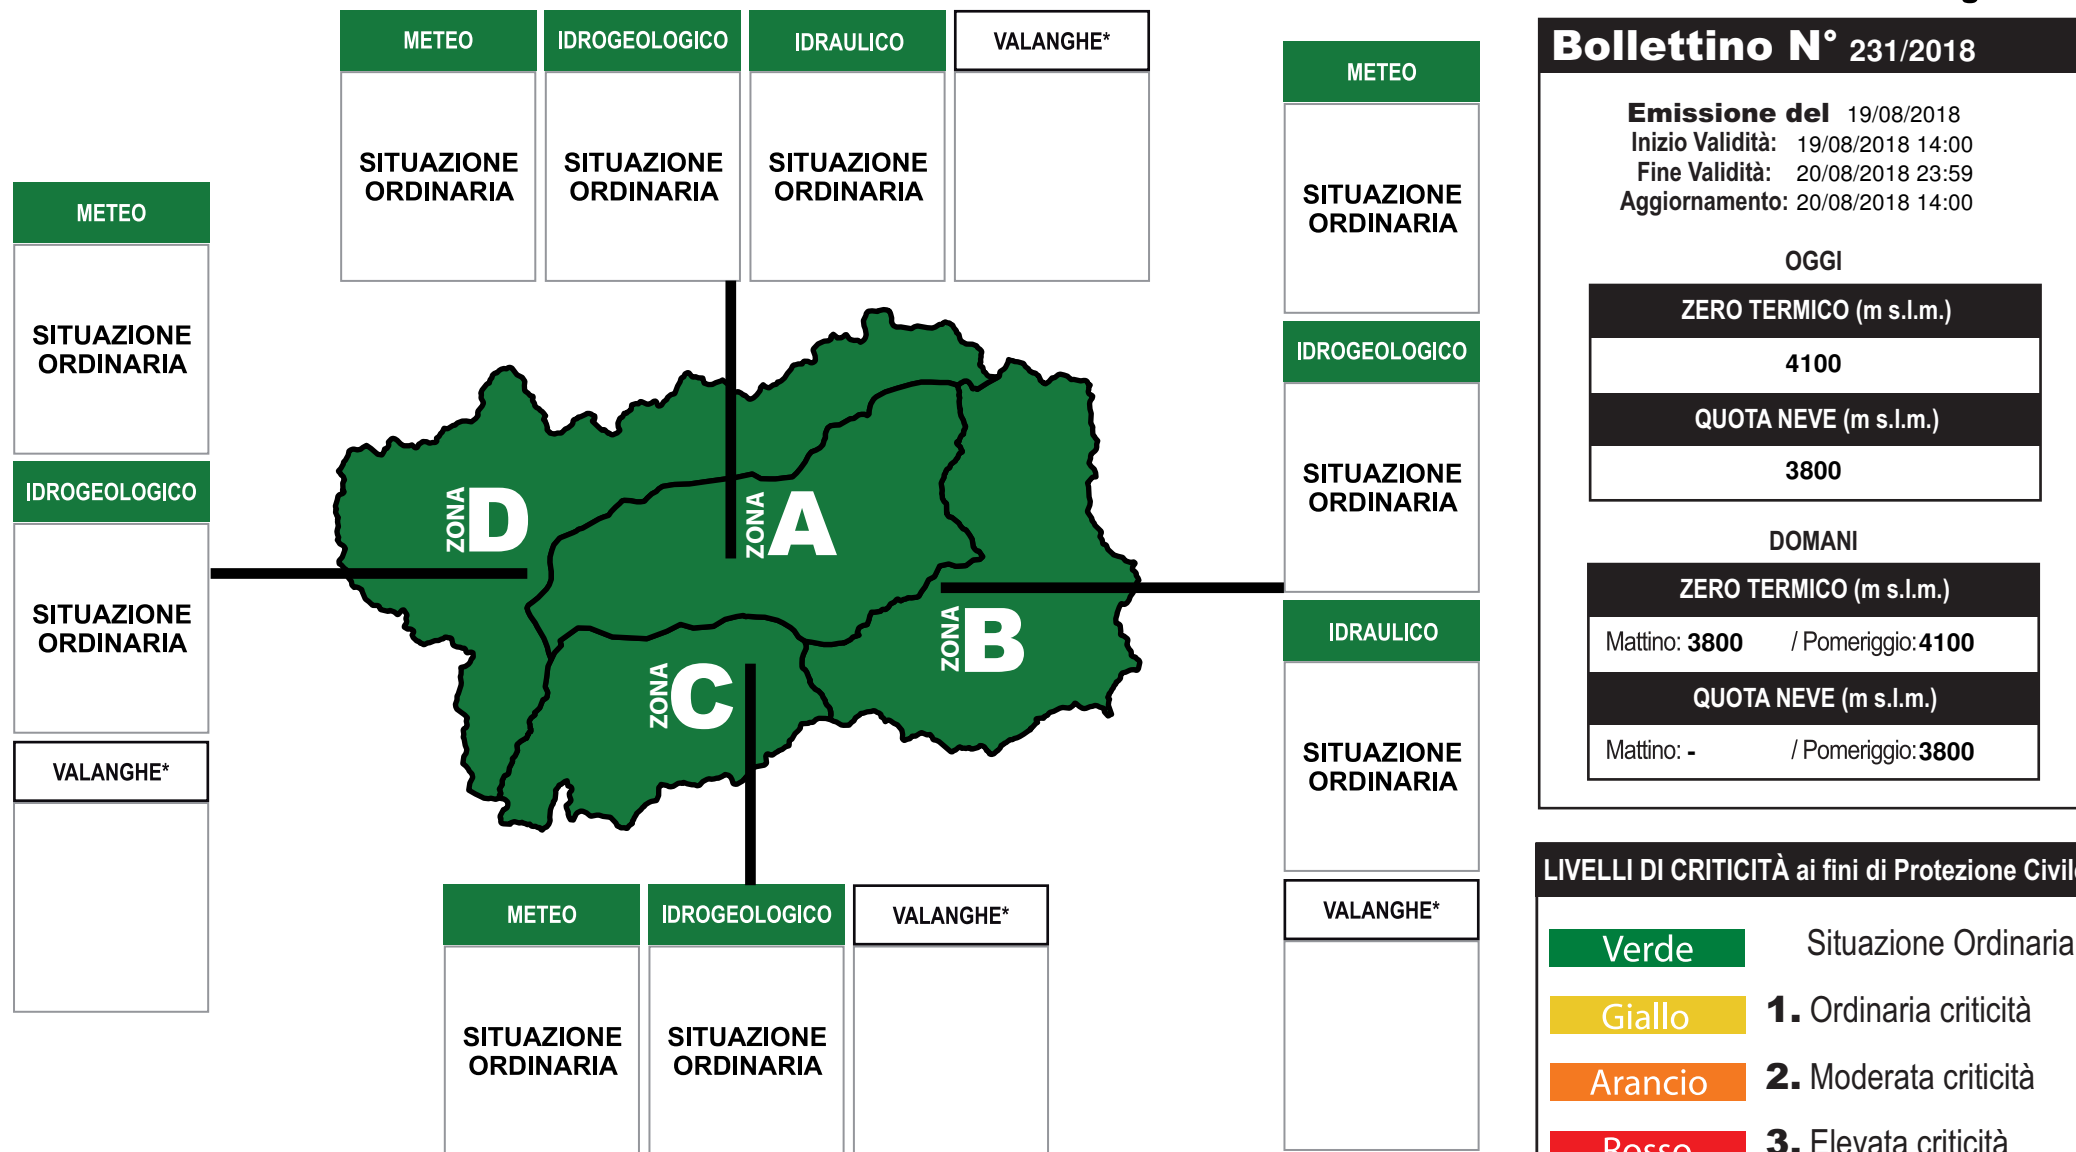 METEO
IDROGEOLOGICO
IDRAULICO
VALANGHE*
SITUAZIONE
ORDINARIA
SITUAZIONE
ORDINARIA
SITUAZIONE
ORDINARIA
METEO
SITUAZIONE
ORDINARIA
IDROGEOLOGICO
SITUAZIONE
ORDINARIA
VALANGHE*
ZONA D
ZONA A
ZONA B
ZONA C
METEO
SITUAZIONE
ORDINARIA
IDROGEOLOGICO
SITUAZIONE
ORDINARIA
IDRAULICO
SITUAZIONE
ORDINARIA
VALANGHE*
METEO
IDROGEOLOGICO
VALANGHE*
SITUAZIONE
ORDINARIA
SITUAZIONE
ORDINARIA
Bollettino N° 231/2018
Emissione del 19/08/2018
Inizio Validità: 19/08/2018 14:00
Fine Validità: 20/08/2018 23:59
Aggiornamento: 20/08/2018 14:00
OGGI
ZERO TERMICO (m s.l.m.)
4100
QUOTA NEVE (m s.l.m.)
3800
DOMANI
ZERO TERMICO (m s.l.m.)
Mattino: 3800 / Pomeriggio: 4100
QUOTA NEVE (m s.l.m.)
Mattino: - / Pomeriggio: 3800
LIVELLI DI CRITICITÀ ai fini di Protezione Civile
Verde Situazione Ordinaria
Giallo 1. Ordinaria criticità
Arancio 2. Moderata criticità
Rosso 3. Elevata criticità